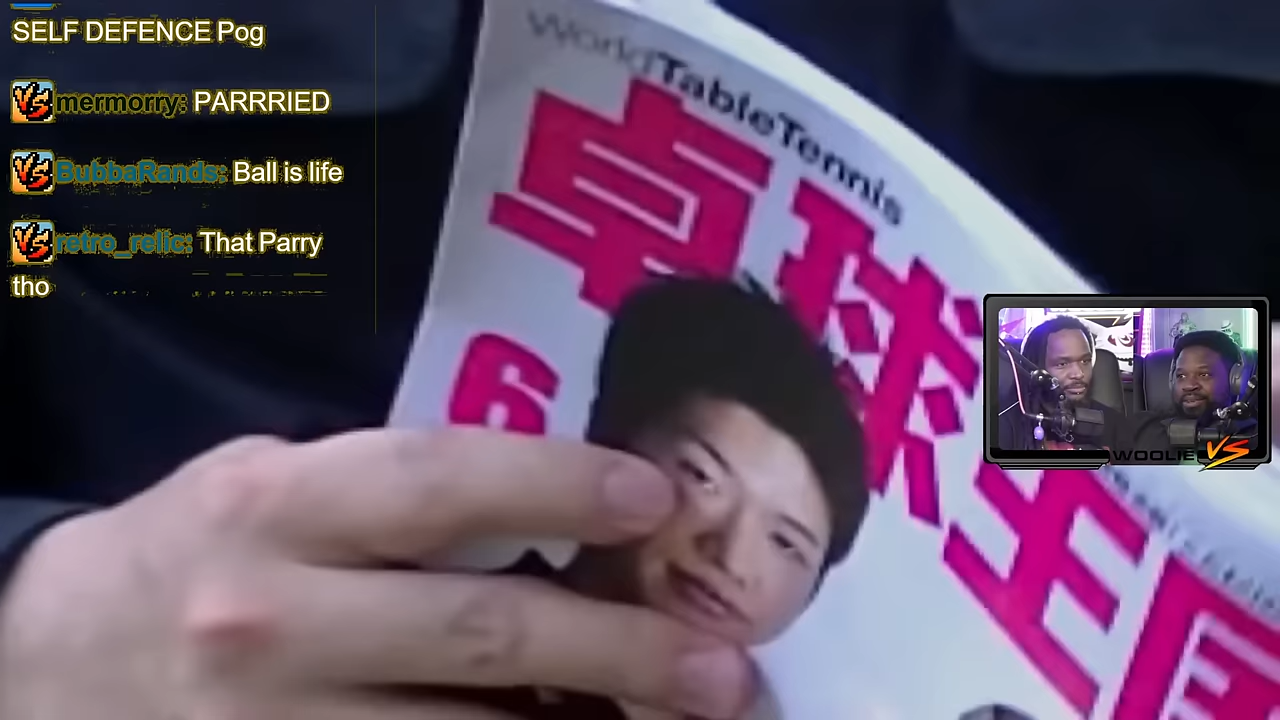 SELF DEFENCE Pog
mermorry: PARRRIED
BubbaRands: Ball is life
retro_relic: That Parry
tho
World Table Tennis
卓球王国
6
WOOLIE VS